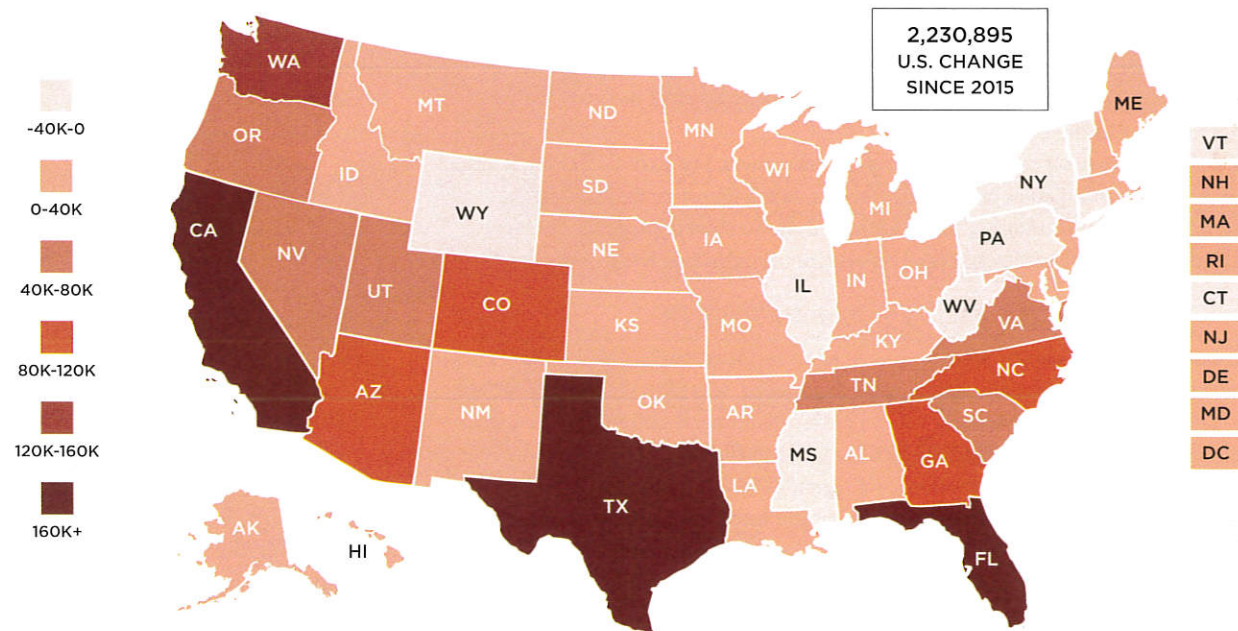 2,230,895
U.S. CHANGE
SINCE 2015
-40K-0
0-40K
40K-80K
80K-120K
120K-160K
160K+
WA
OR
CA
NV
ID
MT
WY
UT
CO
AZ
NM
ND
SD
NE
KS
OK
TX
MN
IA
MO
AR
LA
WI
IL
MI
IN
OH
KY
TN
MS
AL
GA
FL
SC
NC
VA
WV
PA
NY
ME
AK
HI
VT
NH
MA
RI
CT
NJ
DE
MD
DC